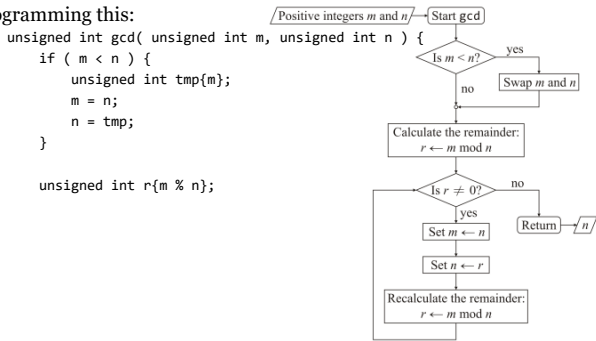 ogramming this:
unsigned int gcd( unsigned int m, unsigned int n ) {
if ( m < n ) {
unsigned int tmp{m};
m = n;
n = tmp;
}
unsigned int r{m % n};
Positive integers m and n
Start gcd
Is m < n?
yes
Swap m and n
no
Calculate the remainder:
r ← m mod n
Is r ≠ 0?
no
Return
n
yes
Set m ← n
Set n ← r
Recalculate the remainder:
r ← m mod n